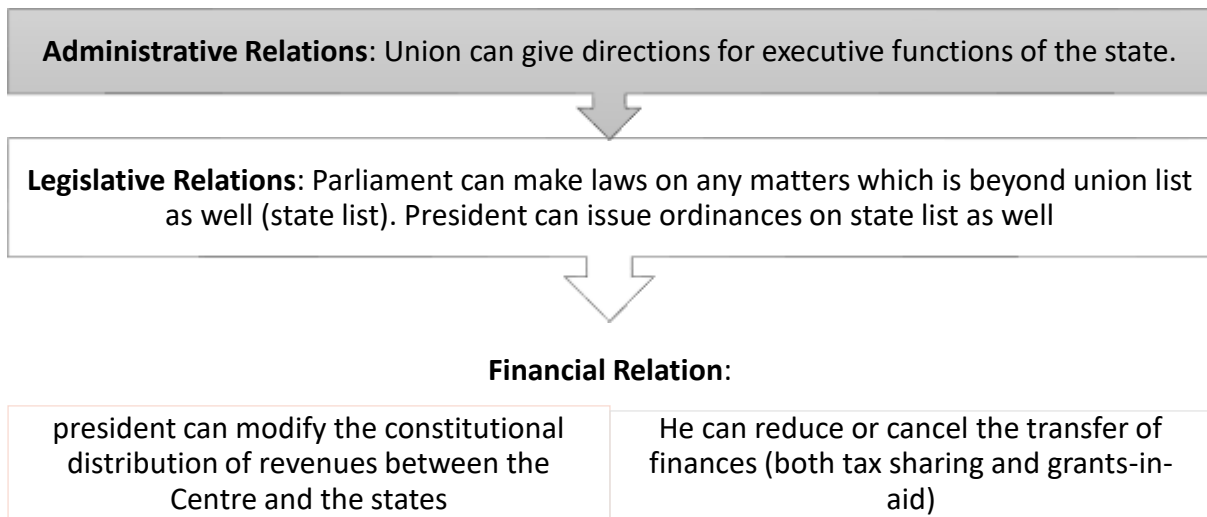 Administrative Relations: Union can give directions for executive functions of the state.
Legislative Relations: Parliament can make laws on any matters which is beyond union list
as well (state list). President can issue ordinances on state list as well
Financial Relation:
president can modify the constitutional
distribution of revenues between the
Centre and the states
He can reduce or cancel the transfer of
finances (both tax sharing and grants-in-
aid)